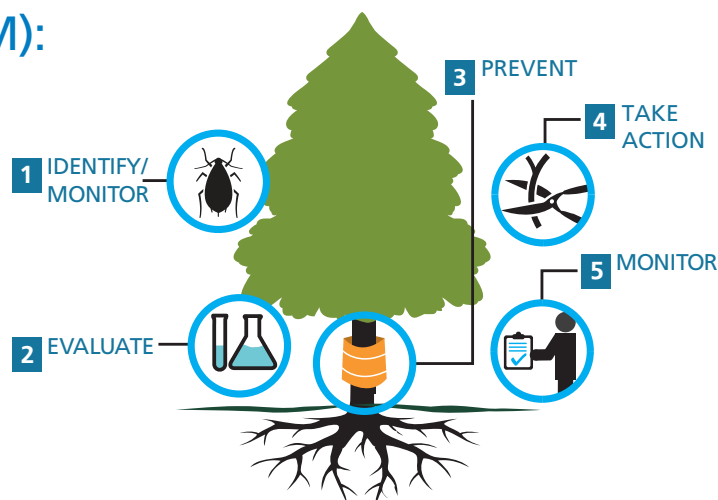 M):
1 IDENTIFY/
MONITOR
2 EVALUATE
3 PREVENT
4 TAKE
ACTION
5 MONITOR